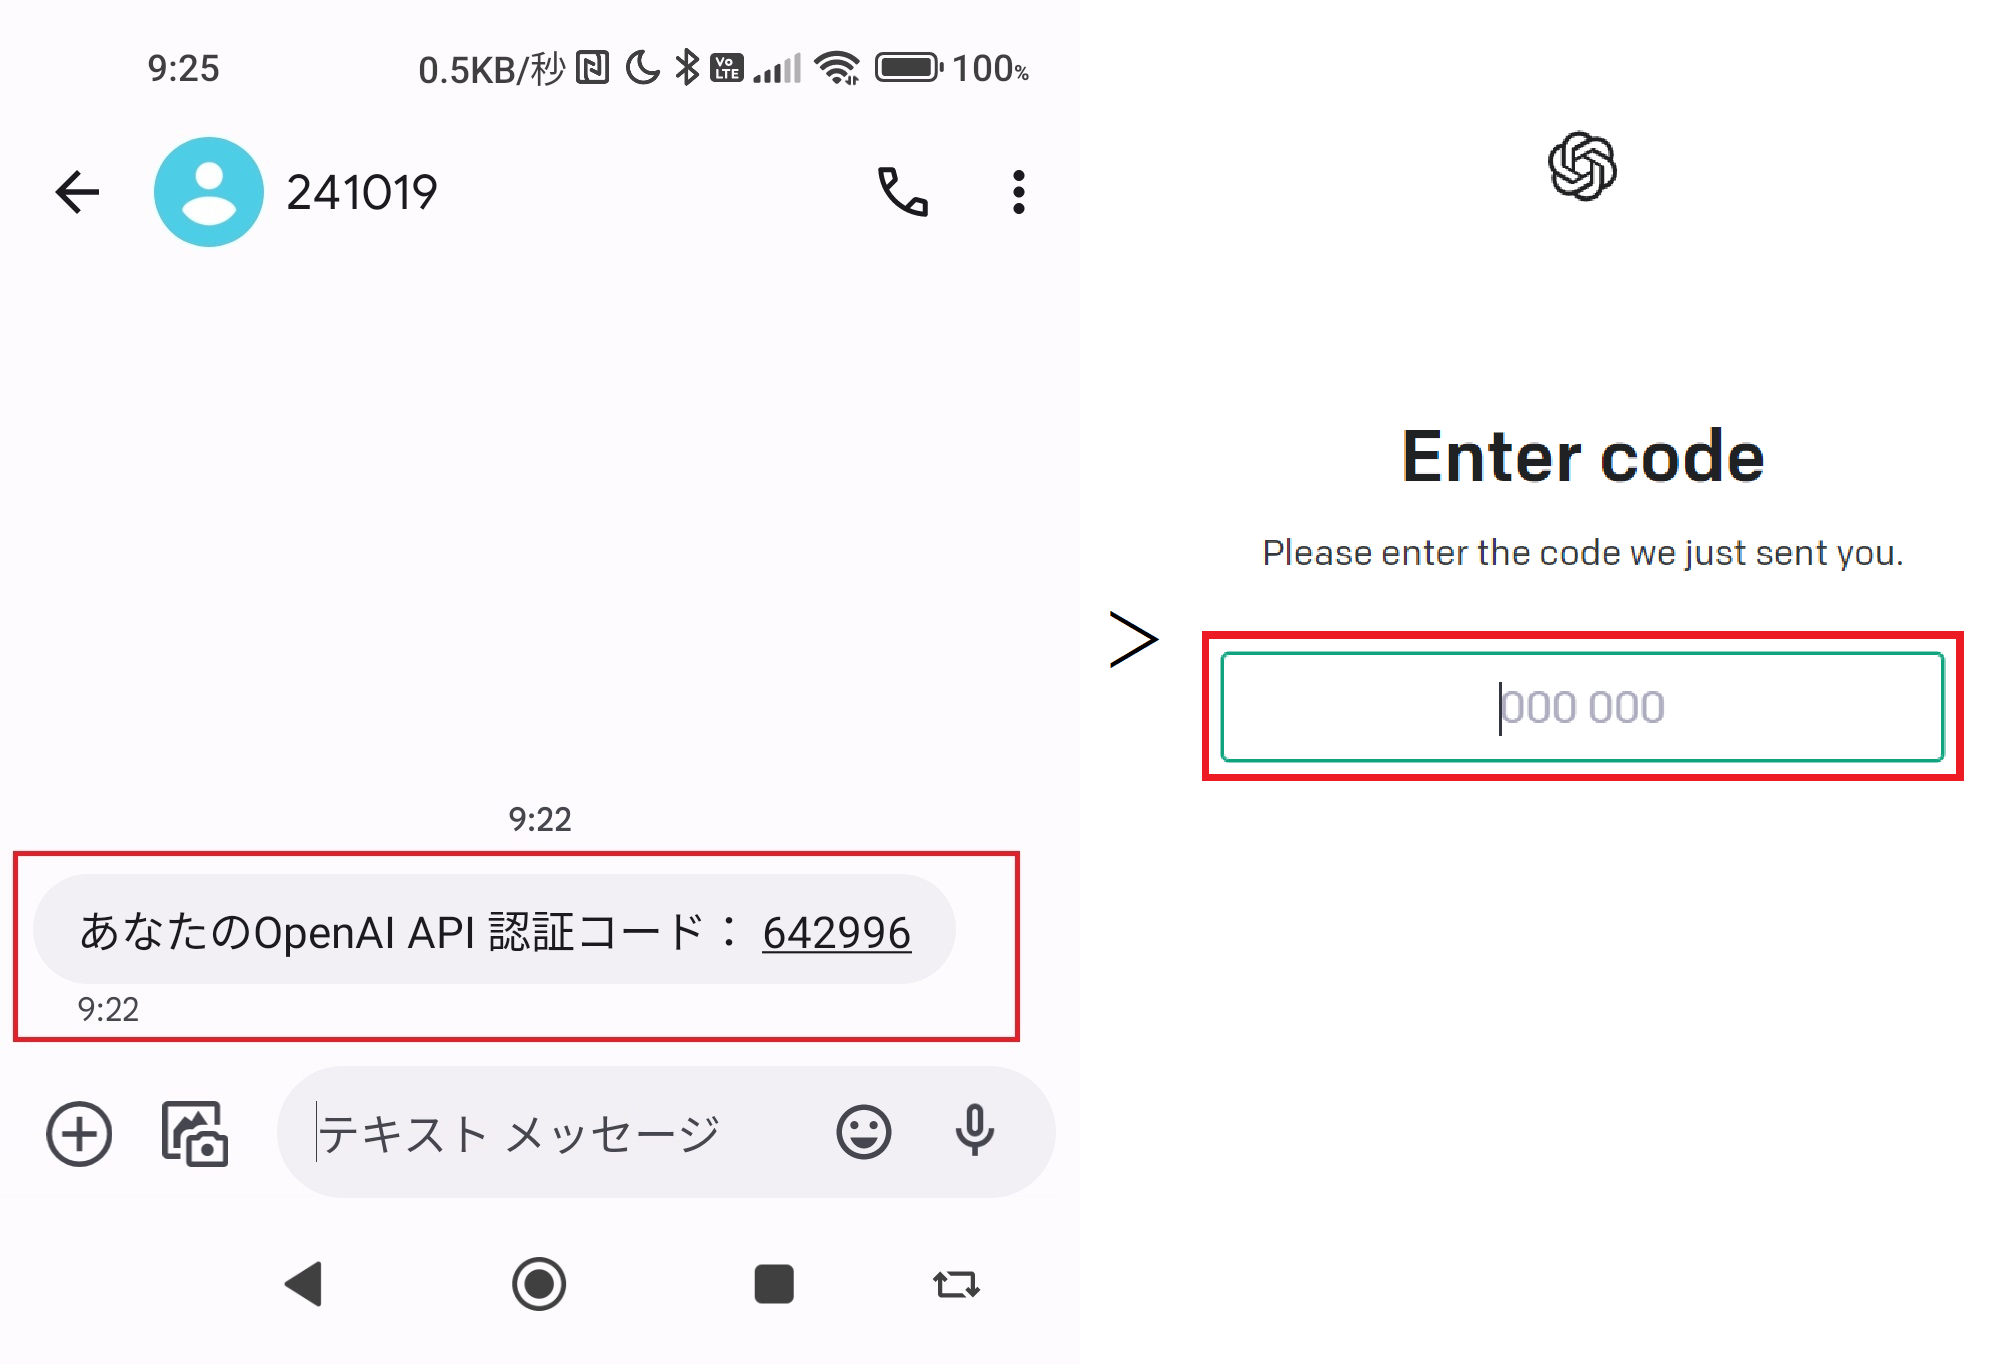 9:25 0.5KB/秒 Vo LTE 100%
241019
9:22
あなたのOpenAI API 認証コード： 642996
9:22
テキスト メッセージ
>
Enter code
Please enter the code we just sent you.
000 000